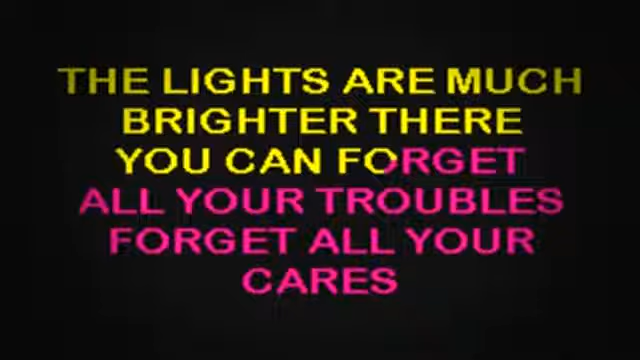 THE LIGHTS ARE MUCH
BRIGHTER THERE
YOU CAN FORGET
ALL YOUR TROUBLES
FORGET ALL YOUR
CARES